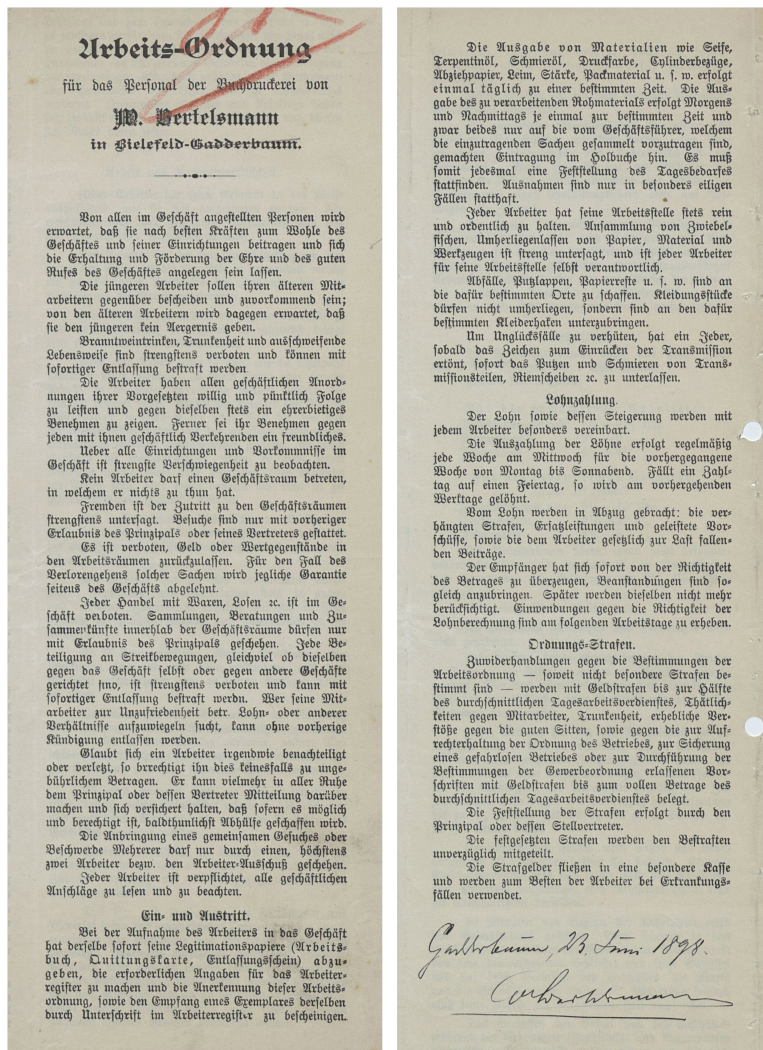 Arbeits-Ordnung
für das Personal der Buchdruckerei von
W. Bertelsmann
in Bielefeld-Gadderbaum.
Von allen im Geschäft angestellten Personen wird
erwartet, daß sie nach besten Kräften zum Wohle des
Geschäftes und seiner Einrichtungen beitragen und sich
die Erhaltung und Förderung der Ehre und des guten
Rufes des Geschäftes angelegen sein lassen.
Die jüngeren Arbeiter sollen ihren älteren Mit-
arbeitern gegenüber bescheiden und zuvorkommend sein;
von den älteren Arbeitern wird dagegen erwartet, daß
sie den jüngeren kein Aergernis geben.
Branntweintrinken, Trunkenheit und ausschweifende
Lebensweise sind strengstens verboten und können mit
sofortiger Entlassung bestraft werden
Die Arbeiter haben allen geschäftlichen Anord-
nungen ihrer Vorgesetzten willig und pünktlich Folge
zu leisten und gegen dieselben stets ein ehrerbietiges
Benehmen zu zeigen. Ferner sei ihr Benehmen gegen
jeden mit ihnen geschäftlich Verkehrenden ein freundliches.
Ueber alle Einrichtungen und Vorkommnisse im
Geschäft ist strengste Verschwiegenheit zu beobachten.
Kein Arbeiter darf einen Geschäftsraum betreten,
in welchem er nichts zu thun hat.
Fremden ist der Zutritt zu den Geschäftsräumen
strengstens untersagt. Besuche sind nur mit vorheriger
Erlaubnis des Prinzipals oder seines Vertreters gestattet.
Es ist verboten, Geld oder Wertgegenstände in
den Arbeitsräumen zurückzulassen. Für den Fall des
Verlorengehens solcher Sachen wird jegliche Garantie
seitens des Geschäfts abgelehnt.
Jeder Handel mit Waren, Losen ꝛc. ist im Ge-
schäft verboten. Sammlungen, Beratungen und Zu-
sammenkünfte innerhlab der Geschäftsräume dürfen nur
mit Erlaubnis des Prinzipals geschehen. Jede Be-
teiligung an Streikbewegungen, gleichviel ob dieselben
gegen das Geschäft selbst oder gegen andere Geschäfte
gerichtet sind, ist strengstens verboten und kann mit
sofortiger Entlassung bestraft werdn. Wer seine Mit-
arbeiter zur Unzufriedenheit betr. Lohn- oder anderer
Verhältnisse aufzuwiegeln sucht, kann ohne vorherige
Kündigung entlassen werden.
Glaubt sich ein Arbeiter irgendwie benachteiligt
oder verletzt, so brrechtigt ihn dies keinesfalls zu unge-
bührlichem Betragen. Er kann vielmehr in aller Ruhe
dem Prinzipal oder dessen Vertreter Mitteilung darüber
machen und sich versichert halten, daß sofern es möglich
und berechtigt ist, baldthunlichst Abhülfe geschaffen wird.
Die Anbringung eines gemeinsamen Gesuches oder
Beschwerde Mehrerer darf nur durch einen, höchstens
zwei Arbeiter bezw. den Arbeiter-Ausschuß geschehen.
Jeder Arbeiter ist verpflichtet, alle geschäftlichen
Anschläge zu lesen und zu beachten.
Ein- und Austritt.
Bei der Aufnahme des Arbeiters in das Geschäft
hat derselbe sofort seine Legitimationspapiere (Arbeits-
buch, Quittungskarte, Entlassungsschein) abzu-
geben, die erforderlichen Angaben für das Arbeiter-
register zu machen und die Anerkennung dieser Arbeits-
ordnung, sowie den Empfang eines Exemplares derselben
durch Unterschrift im Arbeiterregister zu bescheinigen.
Die Ausgabe von Materialien wie Seife,
Terpentinöl, Schmieröl, Druckfarbe, Cylinderbezüge,
Abziehpapier, Leim, Stärke, Packmaterial u. s. w. erfolgt
einmal täglich zu einer bestimmten Zeit. Die Aus-
gabe des zu verarbeitenden Rohmaterials erfolgt Morgens
und Nachmittags je einmal zur bestimmten Zeit und
zwar beides nur auf die vom Geschäftsführer, welchem
die einzutragenden Sachen gesammelt vorzutragen sind,
gemachten Eintragung im Holbuche hin. Es muß
somit jedesmal eine Feststellung des Tagesbedarfes
stattfinden. Ausnahmen sind nur in besonders eiligen
Fällen statthaft.
Jeder Arbeiter hat seine Arbeitsstelle stets rein
und ordentlich zu halten. Ansammlung von Zwiebel-
fischen, Umherliegenlassen von Papier, Material und
Werkzeugen ist streng untersagt, und ist jeder Arbeiter
für seine Arbeitsstelle selbst verantwortlich.
Abfälle, Putzlappen, Papierreste u. s. w. sind an
die dafür bestimmten Orte zu schaffen. Kleidungsstücke
dürfen nicht umherliegen, sondern sind an den dafür
bestimmten Kleiderhaken unterzubringen.
Um Unglücksfälle zu verhüten, hat ein Jeder,
sobald das Zeichen zum Einrücken der Transmission
ertönt, sofort das Putzen und Schmieren von Trans-
missionsteilen, Riemscheiben ꝛc. zu unterlassen.
Lohnzahlung.
Der Lohn sowie dessen Steigerung werden mit
jedem Arbeiter besonders vereinbart.
Die Auszahlung der Löhne erfolgt regelmäßig
jede Woche am Mittwoch für die vorhergegangene
Woche von Montag bis Sonnabend. Fällt ein Zahl-
tag auf einen Feiertag, so wird am vorhergehenden
Werktage gelöhnt.
Vom Lohn werden in Abzug gebracht: die ver-
hängten Strafen, Ersatzleistungen und geleistete Vor-
schüsse, sowie die dem Arbeiter gesetzlich zur Last fallen-
den Beiträge.
Der Empfänger hat sich sofort von der Richtigkeit
des Betrages zu überzeugen, Beanstandungen sind so-
gleich anzubringen. Später werden dieselben nicht mehr
berücksichtigt. Einwendungen gegen die Richtigkeit der
Lohnberechnung sind am folgenden Arbeitstage zu erheben.
Ordnungs-Strafen.
Zuwiderhandlungen gegen die Bestimmungen der
Arbeitsordnung — soweit nicht besondere Strafen be-
stimmt sind — werden mit Geldstrafen bis zur Hälfte
des durchschnittlichen Tagesarbeitsverdienstes, Thätlich-
keiten gegen Mitarbeiter, Trunkenheit, erhebliche Ver-
stöße gegen die guten Sitten, sowie gegen die zur Auf-
rechterhaltung der Ordnung des Betriebes, zur Sicherung
eines gefahrlosen Betriebes oder zur Durchführung der
Bestimmungen der Gewerbeordnung erlassenen Vor-
schriften mit Geldstrafen bis zum vollen Betrage des
durchschnittlichen Tagesarbeitsverdienstes belegt.
Die Feststellung der Strafen erfolgt durch den
Prinzipal oder dessen Stellvertreter.
Die festgesetzten Strafen werden den Bestraften
unverzüglich mitgeteilt.
Die Strafgelder fließen in eine besondere Kasse
und werden zum Besten der Arbeiter bei Erkrankungs-
fällen verwendet.
Gadderbaum, 23. Juni 1898.
Bertelsmann